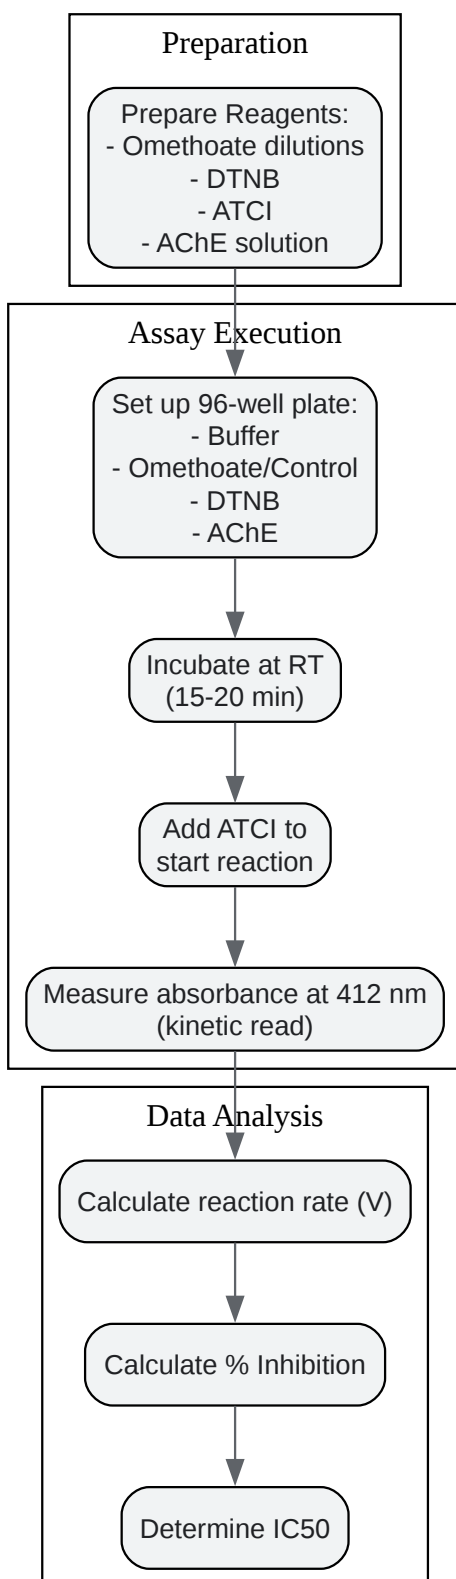 Preparation
Prepare Reagents:
- Omethoate dilutions
- DTNB
- ATCI
- AChE solution
Assay Execution
Set up 96-well plate:
- Buffer
- Omethoate/Control
- DTNB
- AChE
Incubate at RT
(15-20 min)
Add ATCI to
start reaction
Measure absorbance at 412 nm
(kinetic read)
Data Analysis
Calculate reaction rate (V)
Calculate % Inhibition
Determine IC50